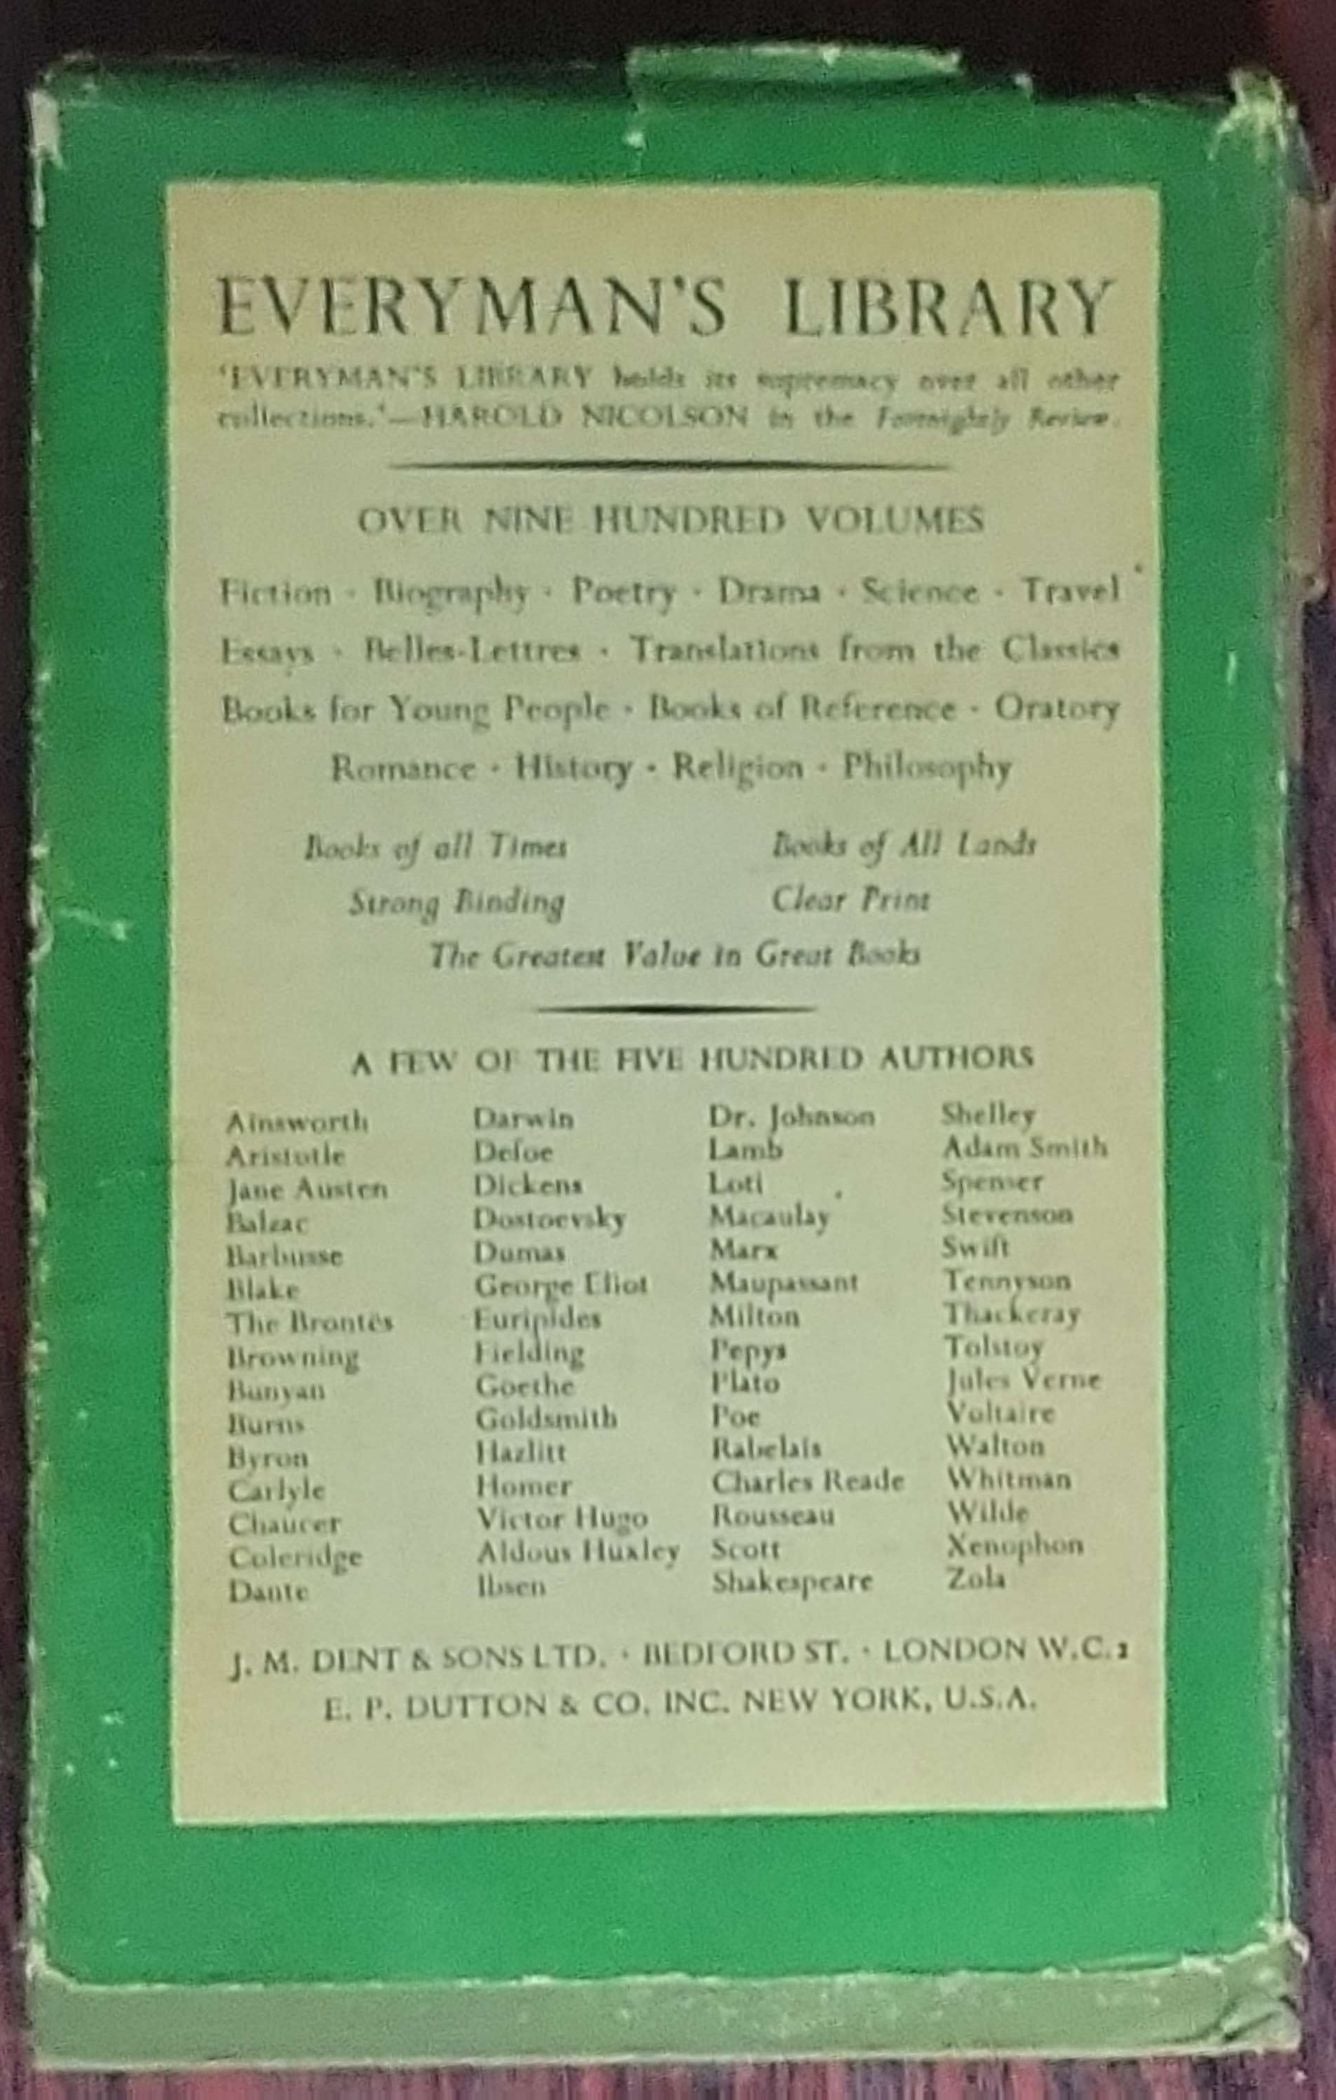 EVERYMAN'S LIBRARY
'EVERYMAN'S LIBRARY holds its supremacy over all other
collections.'—HAROLD NICOLSON in the Fortnightly Review.
OVER NINE HUNDRED VOLUMES
Fiction · Biography · Poetry · Drama · Science · Travel
Essays · Belles-Lettres · Translations from the Classics
Books for Young People · Books of Reference · Oratory
Romance · History · Religion · Philosophy
Books of all Times
Books of All Lands
Strong Binding
Clear Print
The Greatest Value in Great Books
A FEW OF THE FIVE HUNDRED AUTHORS
Ainsworth
Aristotle
Jane Austen
Balzac
Barbusse
Blake
The Brontës
Browning
Bunyan
Burns
Byron
Carlyle
Chaucer
Coleridge
Dante
Darwin
Defoe
Dickens
Dostoevsky
Dumas
George Eliot
Euripides
Fielding
Goethe
Goldsmith
Hazlitt
Homer
Victor Hugo
Aldous Huxley
Ibsen
Dr. Johnson
Lamb
Loti
Macaulay
Marx
Maupassant
Milton
Pepys
Plato
Poe
Rabelais
Charles Reade
Rousseau
Scott
Shakespeare
Shelley
Adam Smith
Spenser
Stevenson
Swift
Tennyson
Thackeray
Tolstoy
Jules Verne
Voltaire
Walton
Whitman
Wilde
Xenophon
Zola
J. M. DENT & SONS LTD. · BEDFORD ST. · LONDON W.C.2
E. P. DUTTON & CO. INC. NEW YORK, U.S.A.